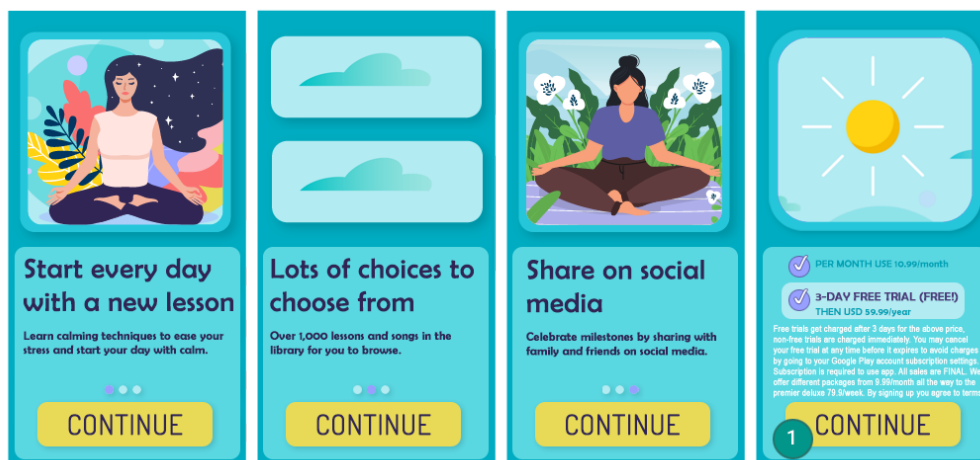 Start every day
with a new lesson
Learn calming techniques to ease your
stress and start your day with calm.
CONTINUE
Lots of choices to
choose from
Over 1,000 lessons and songs in the
library for you to browse.
CONTINUE
Share on social
media
Celebrate milestones by sharing with
family and friends on social media.
CONTINUE
PER MONTH USE 10.99/month
3-DAY FREE TRIAL (FREE!)
THEN USD 59.99/year
Free trials get charged after 3 days for the above price,
non-free trials are charged immediately. You may cancel
your free trial at any time before it expires to avoid charges
by going to your Google Play account subscription settings.
Subscription is required to use app. All sales are FINAL. We
offer different packages from 9.99/month all the way to the
premier deluxe 79.9/week. By signing up you agree to terms
1
CONTINUE